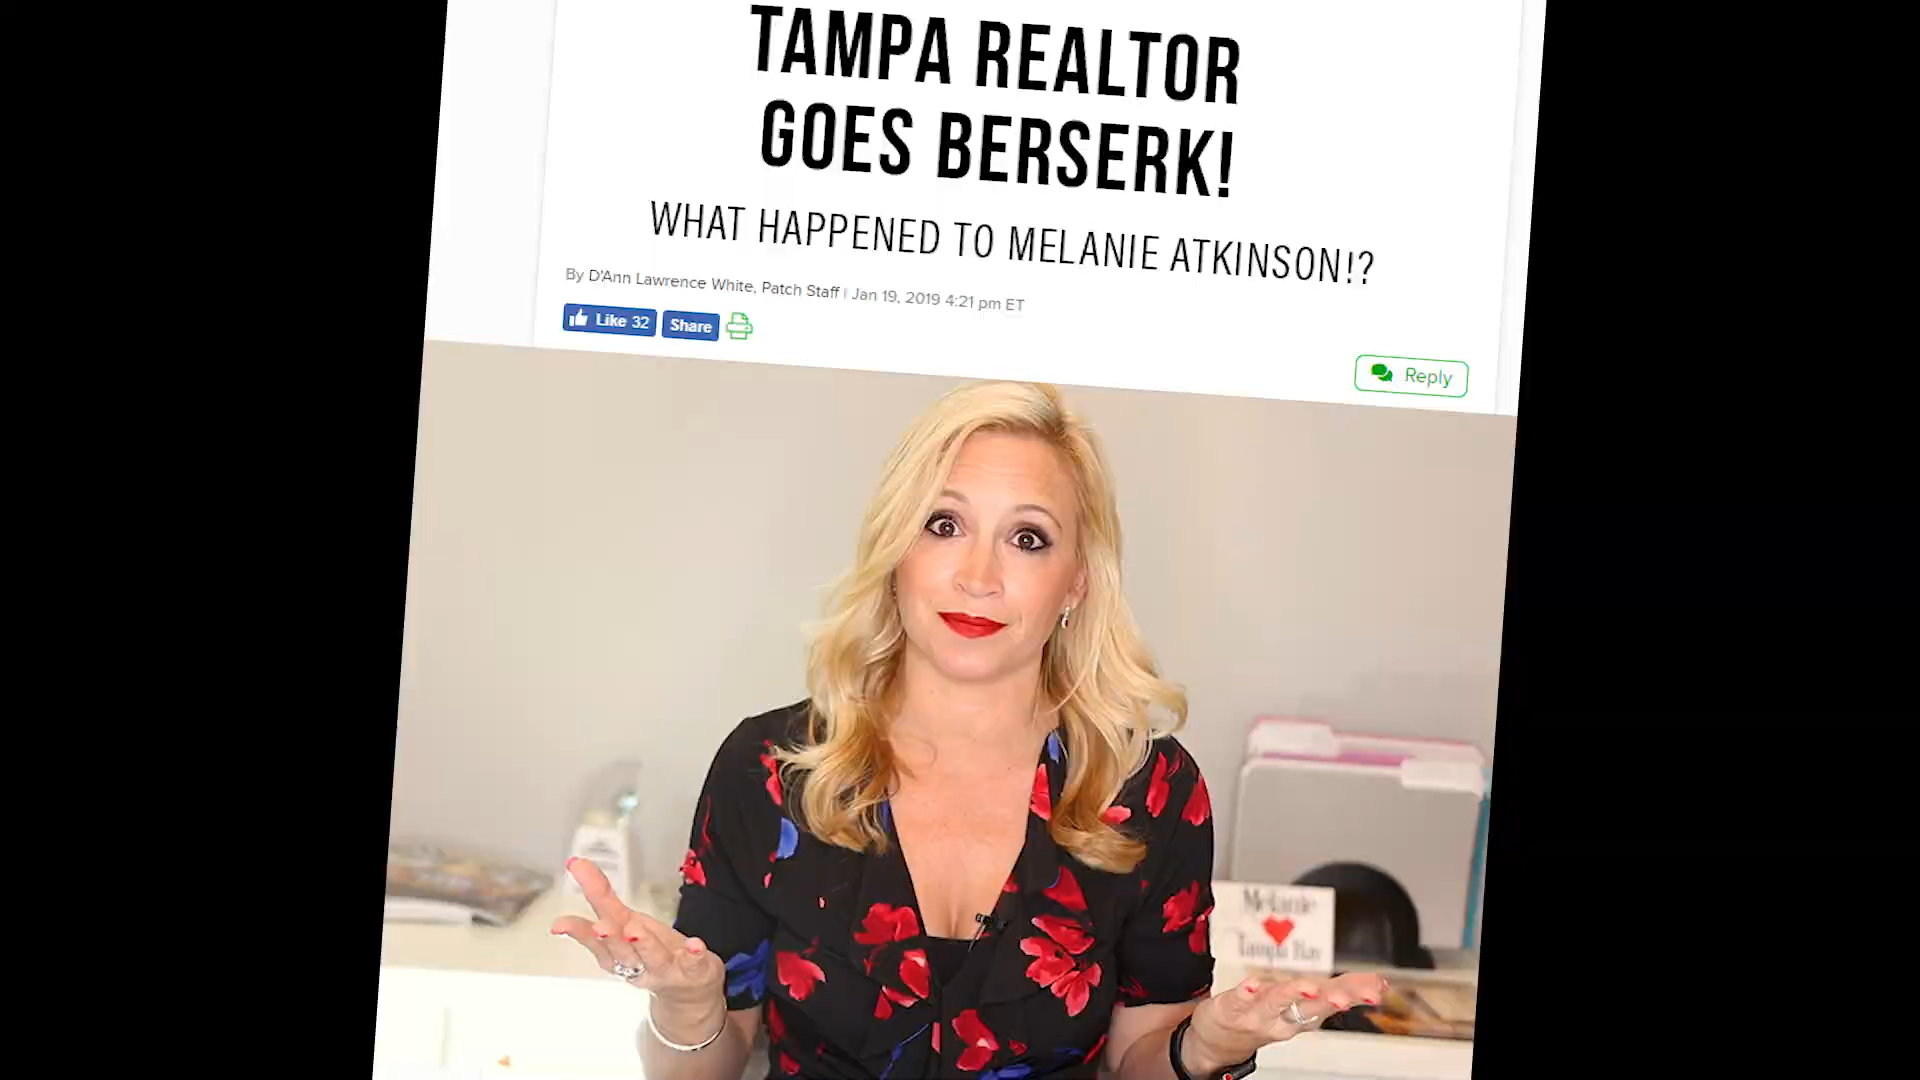 TAMPA REALTOR
GOES BERSERK!
WHAT HAPPENED TO MELANIE ATKINSON!?
By D'Ann Lawrence White, Patch Staff | Jan 19, 2019 4:21 pm ET
Like 32 Share
Reply
Melanie
Tampa Bay